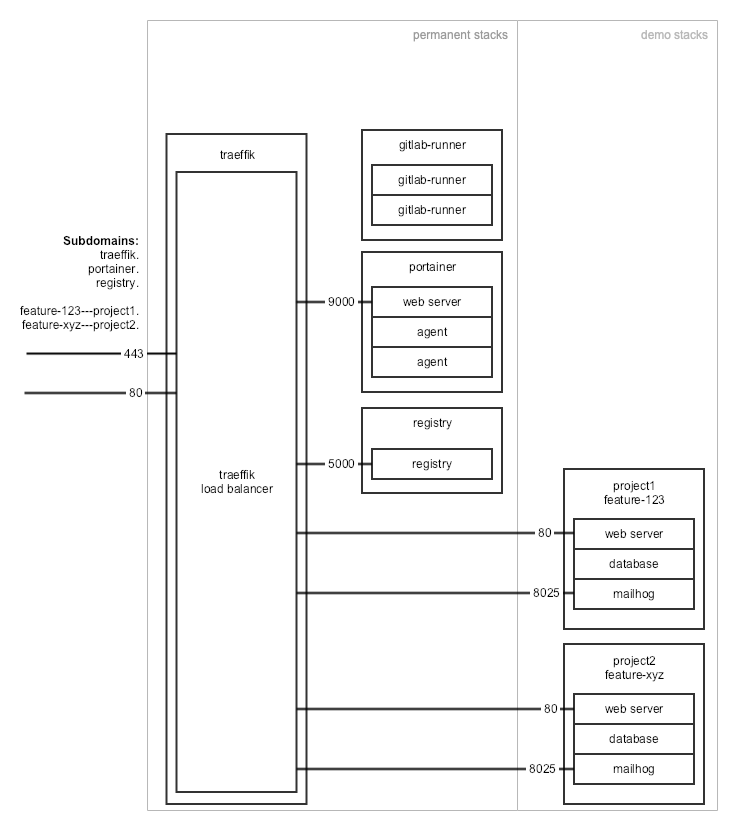 permanent stacks
demo stacks
traeffik
gitlab-runner
gitlab-runner
gitlab-runner
Subdomains:
traeffik.
portainer.
registry.
feature-123---project1.
feature-xyz---project2.
443
80
portainer
9000
web server
agent
agent
registry
5000
registry
traeffik
load balancer
project1
feature-123
80
web server
database
8025
mailhog
project2
feature-xyz
80
web server
database
8025
mailhog